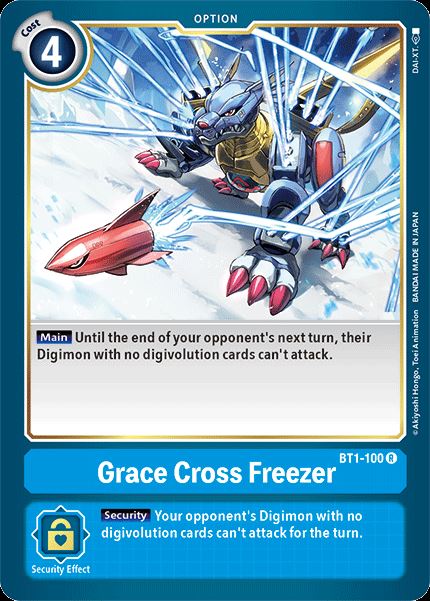 OPTION
Cost
4
DAI-XT.
Main Until the end of your opponent's next turn, their
Digimon with no digivolution cards can't attack.
©Akiyoshi Hongo, Toei Animation BANDAI MADE IN JAPAN
BT1-100 R
Grace Cross Freezer
Security Your opponent's Digimon with no
digivolution cards can't attack for the turn.
Security Effect